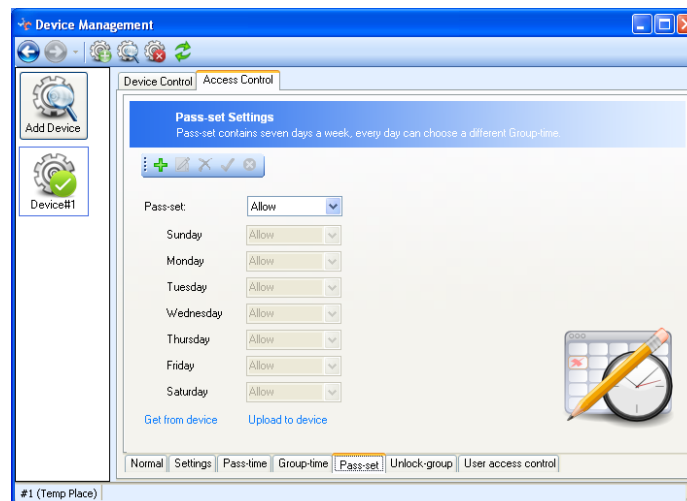 Device Management
Device Control Access Control
Add Device
Device#1
Pass-set Settings
Pass-set contains seven days a week, every day can choose a different Group-time.
Pass-set: Allow
Sunday Allow
Monday Allow
Tuesday Allow
Wednesday Allow
Thursday Allow
Friday Allow
Saturday Allow
Get from device Upload to device
Normal Settings Pass-time Group-time Pass-set Unlock-group User access control
#1 (Temp Place)